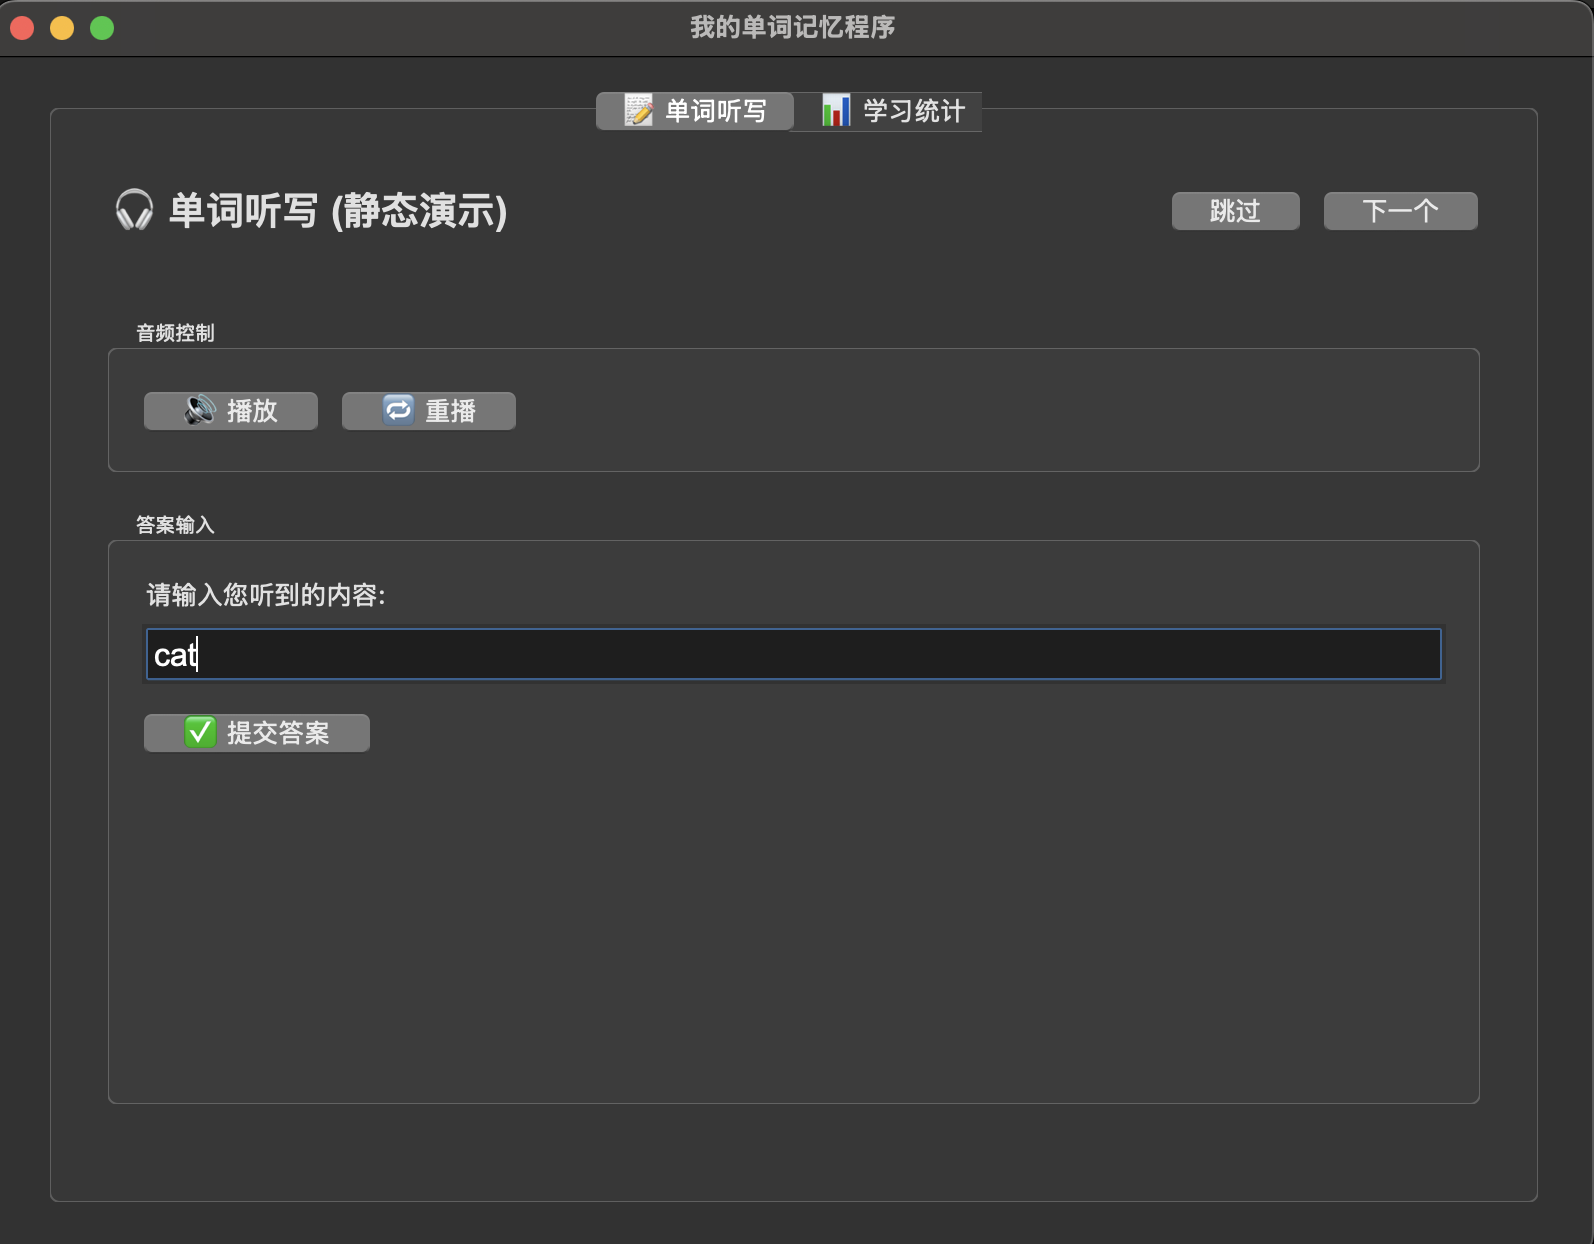 我的单词记忆程序
📝 单词听写 📊 学习统计
🎧 单词听写 (静态演示) 跳过 下一个
音频控制
🔊 播放 🔁 重播
答案输入
请输入您听到的内容:
cat
✅ 提交答案